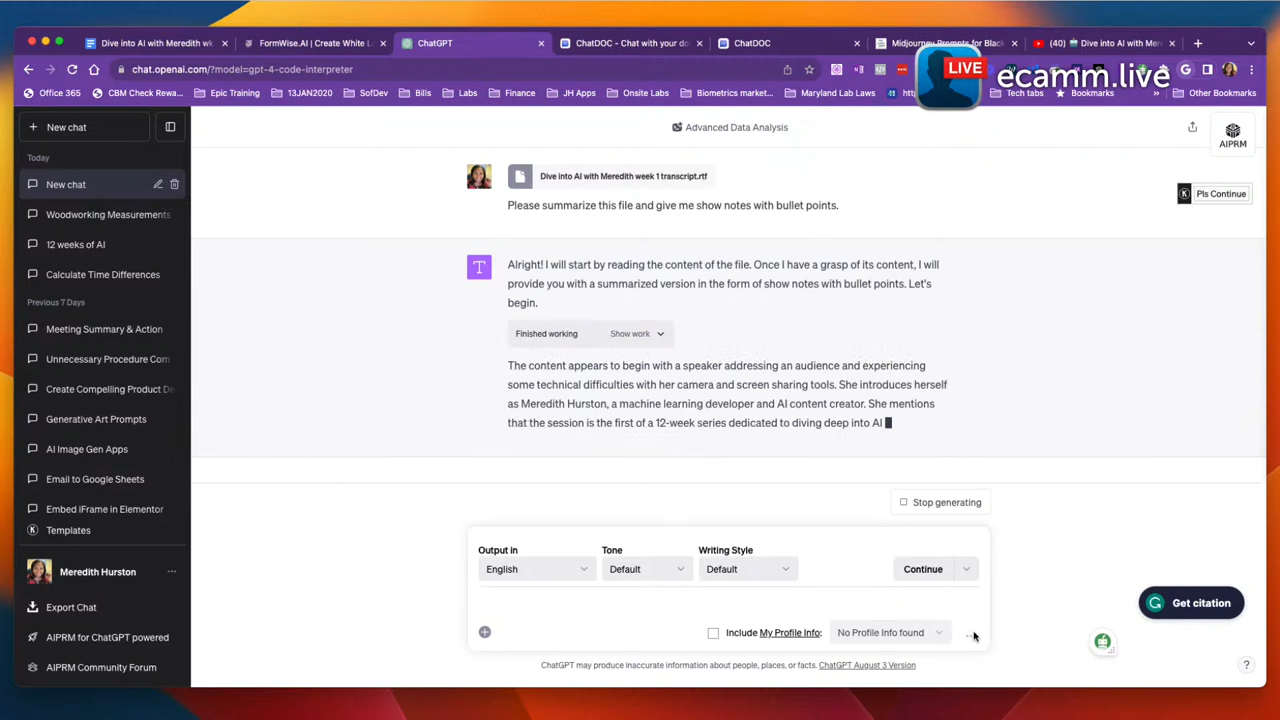 Dive into AI with Meredith wk
FormWise.AI | Create White L
ChatGPT
ChatDOC - Chat with your do
ChatDOC
Midjourney Prompts for Black
(40) Dive into AI with Mer
chat.openai.com/?model=gpt-4-code-interpreter
LIVE
ecamm.live
Office 365
CBM Check Rewa...
Epic Training
13JAN2020
SofDev
Bills
Labs
Finance
JH Apps
Onsite Labs
Biometrics market...
Maryland Lab Laws
Tech tabs
Bookmarks
Other Bookmarks
New chat
Advanced Data Analysis
AIPRM
Today
New chat
Woodworking Measurements
12 weeks of AI
Calculate Time Differences
Previous 7 Days
Meeting Summary & Action
Unnecessary Procedure Com
Create Compelling Product De
Generative Art Prompts
AI Image Gen Apps
Email to Google Sheets
Embed iFrame in Elementor
Templates
Meredith Hurston
Export Chat
AIPRM for ChatGPT powered
AIPRM Community Forum
Dive into AI with Meredith week 1 transcript.rtf
Pls Continue
Please summarize this file and give me show notes with bullet points.
Alright! I will start by reading the content of the file. Once I have a grasp of its content, I will
provide you with a summarized version in the form of show notes with bullet points. Let's
begin.
Finished working
Show work
The content appears to begin with a speaker addressing an audience and experiencing
some technical difficulties with her camera and screen sharing tools. She introduces herself
as Meredith Hurston, a machine learning developer and AI content creator. She mentions
that the session is the first of a 12-week series dedicated to diving deep into AI
Stop generating
Output in
Tone
Writing Style
English
Default
Default
Continue
Get citation
Include My Profile Info:
No Profile Info found
ChatGPT may produce inaccurate information about people, places, or facts. ChatGPT August 3 Version